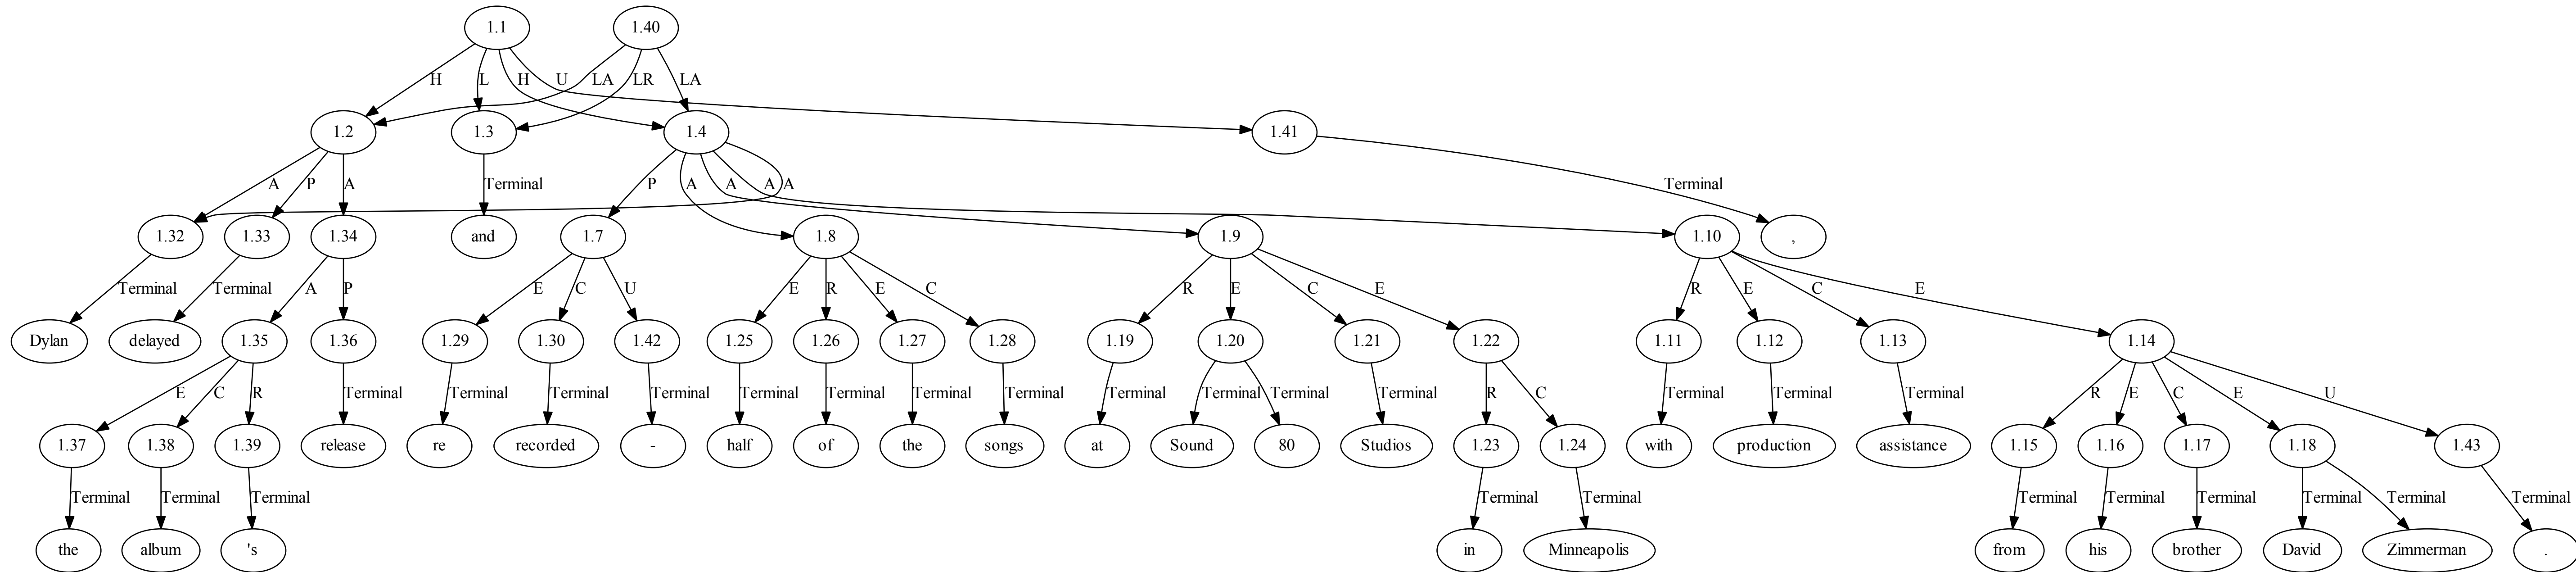 1.1 1.40
H L H U LA LR LA
1.2 1.3 1.4 1.41
A P A Terminal P A A A A Terminal
1.32 1.33 1.34 and 1.7 1.8 1.9 1.10 ,
Terminal Terminal A P E C U E R E C R E C E R E C E
Dylan delayed 1.35 1.36 1.29 1.30 1.42 1.25 1.26 1.27 1.28 1.19 1.20 1.21 1.22 1.11 1.12 1.13 1.14
E C R Terminal Terminal Terminal Terminal Terminal Terminal Terminal Terminal Terminal Terminal Terminal Terminal R C Terminal Terminal Terminal R E C E U
1.37 1.38 1.39 release re recorded - half of the songs at Sound 80 Studios 1.23 1.24 with production assistance 1.15 1.16 1.17 1.18 1.43
Terminal Terminal Terminal Terminal Terminal Terminal Terminal Terminal Terminal Terminal Terminal
the album 's in Minneapolis from his brother David Zimmerman .